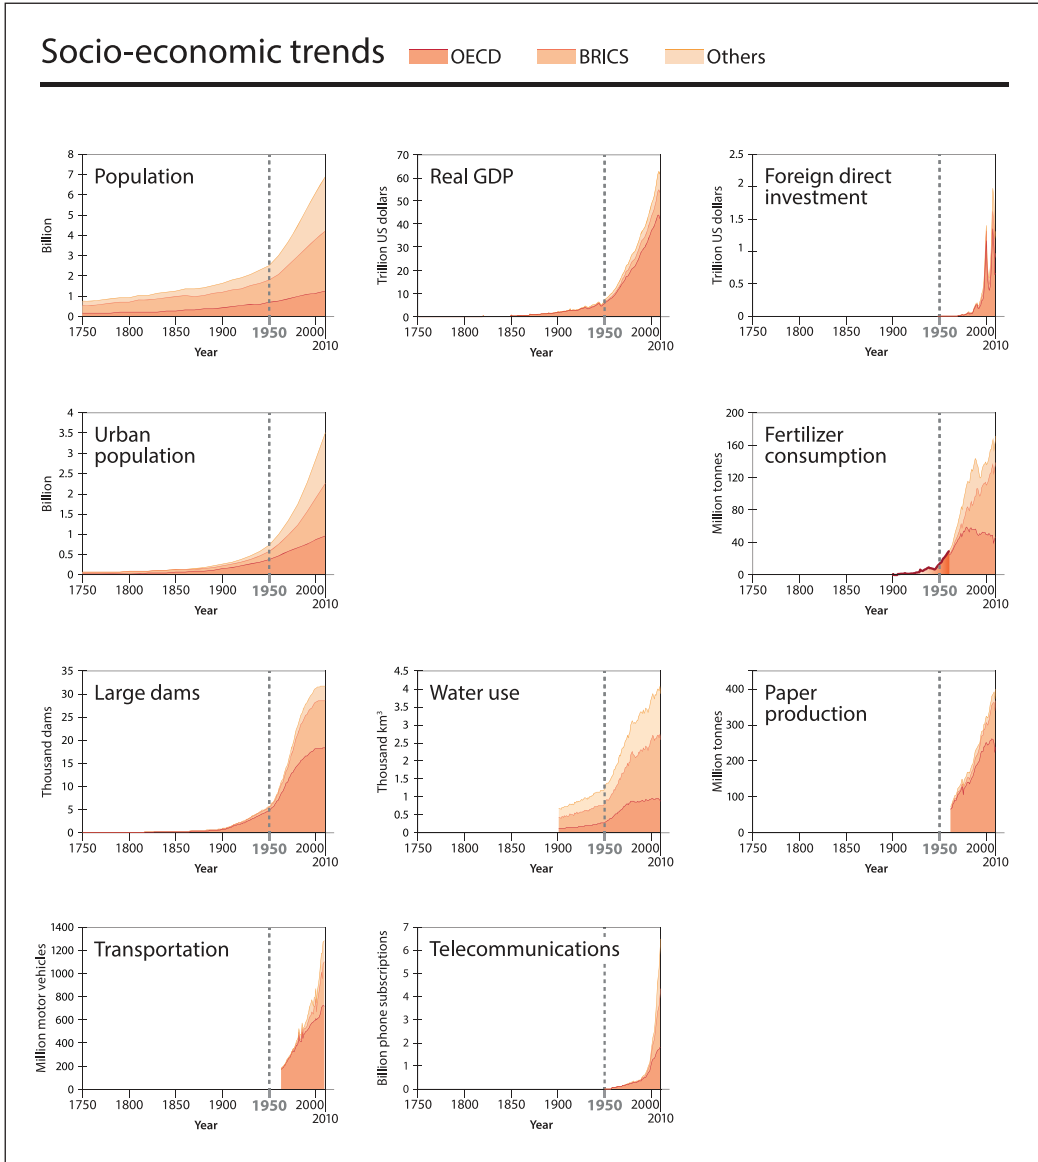 Socio-economic trends OECD BRICS Others
Population
Billion
8
7
6
5
4
3
2
1
0
1750 1800 1850 1900 1950 2000
2010
Year
Real GDP
Trillion US dollars
70
60
50
40
30
20
10
0
1750 1800 1850 1900 1950 2000
2010
Year
Foreign direct
investment
Trillion US dollars
2.5
2
1.5
1
0.5
0
1750 1800 1850 1900 1950 2000
2010
Year
Urban
population
Billion
4
3.5
3
2.5
2
1.5
1
0.5
0
1750 1800 1850 1900 1950 2000
2010
Year
Fertilizer
consumption
Million tonnes
200
160
120
80
40
0
1750 1800 1850 1900 1950 2000
2010
Year
Large dams
Thousand dams
35
30
25
20
15
10
5
0
1750 1800 1850 1900 1950 2000
2010
Year
Water use
Thousand km³
4.5
4
3.5
3
2.5
2
1.5
1
0.5
0
1750 1800 1850 1900 1950 2000
2010
Year
Paper
production
Million tonnes
400
300
200
100
0
1750 1800 1850 1900 1950 2000
2010
Year
Transportation
Million motor vehicles
1400
1200
1000
800
600
400
200
0
1750 1800 1850 1900 1950 2000
2010
Year
Telecommunications
Billion phone subscriptions
7
6
5
4
3
2
1
0
1750 1800 1850 1900 1950 2000
2010
Year